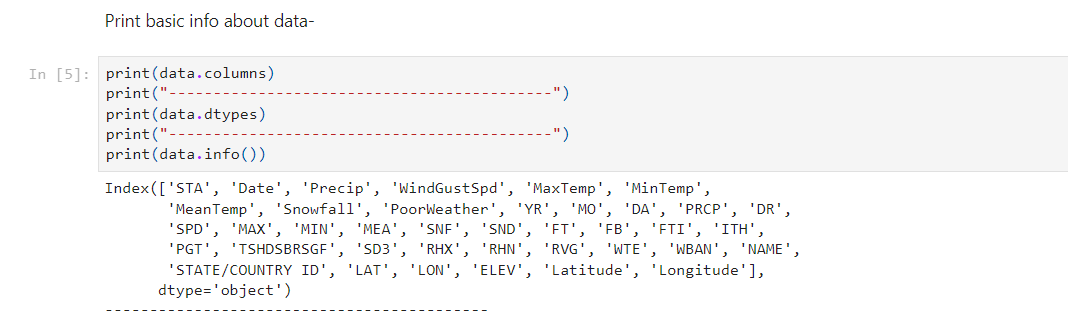 Print basic info about data-
In [5]:
print(data.columns)
print("-------------------------------------------")
print(data.dtypes)
print("-------------------------------------------")
print(data.info())
Index(['STA', 'Date', 'Precip', 'WindGustSpd', 'MaxTemp', 'MinTemp',
'MeanTemp', 'Snowfall', 'PoorWeather', 'YR', 'MO', 'DA', 'PRCP', 'DR',
'SPD', 'MAX', 'MIN', 'MEA', 'SNF', 'SND', 'FT', 'FB', 'FTI', 'ITH',
'PGT', 'TSHDSBRSGF', 'SD3', 'RHX', 'RHN', 'RVG', 'WTE', 'WBAN', 'NAME',
'STATE/COUNTRY ID', 'LAT', 'LON', 'ELEV', 'Latitude', 'Longitude'],
dtype='object')
-------------------------------------------